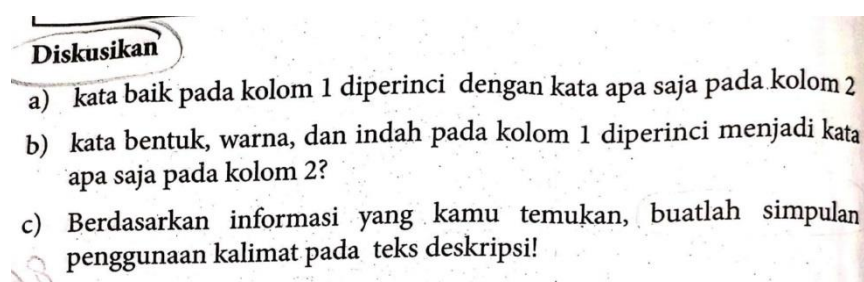 Diskusikan
a) kata baik pada kolom 1 diperinci dengan kata apa saja pada kolom 2
b) kata bentuk, warna, dan indah pada kolom 1 diperinci menjadi kata
apa saja pada kolom 2?
c) Berdasarkan informasi yang kamu temukan, buatlah simpulan
penggunaan kalimat pada teks deskripsi!